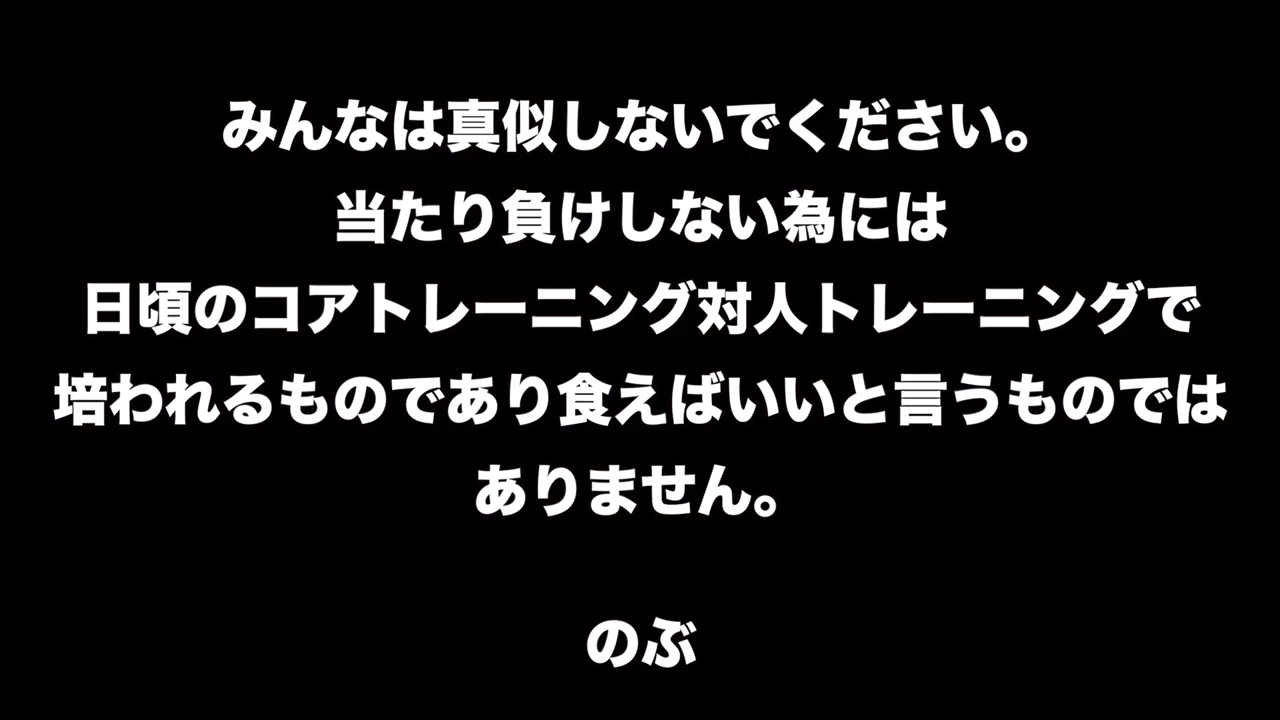 みんなは真似しないでください。
当たり負けしない為には
日頃のコアトレーニング対人トレーニングで
培われるものであり食えばいいと言うものでは
ありません。
のぶ